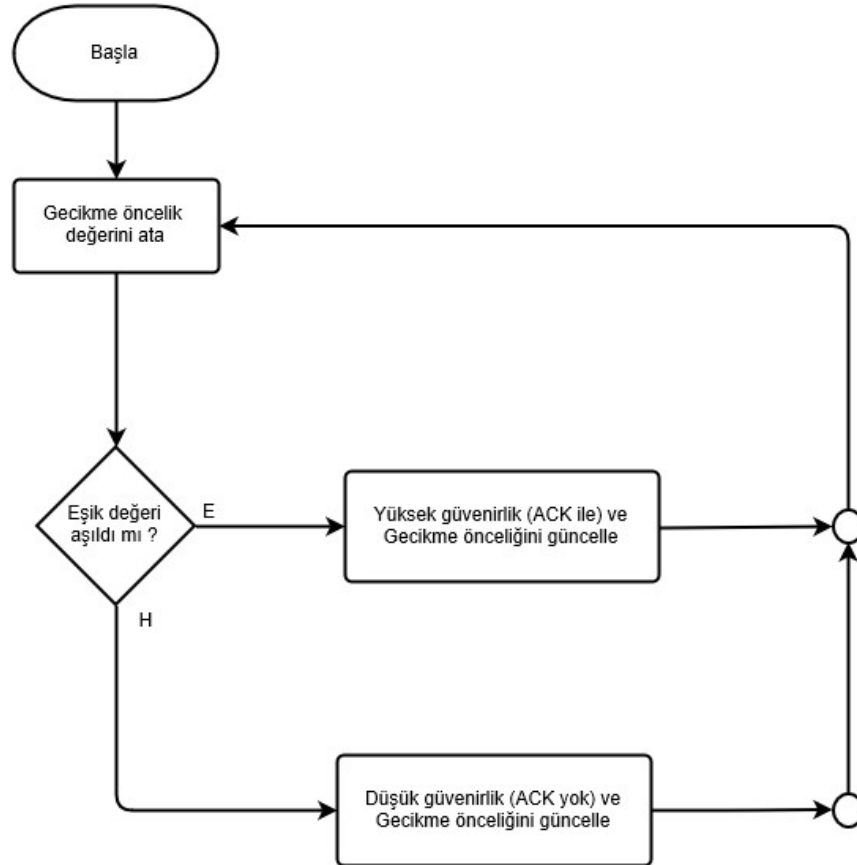 Başla
Gecikme öncelik
değerini ata
Eşik değeri
aşıldı mı ?
E
Yüksek güvenirlik (ACK ile) ve
Gecikme önceliğini güncelle
H
Düşük güvenirlik (ACK yok) ve
Gecikme önceliğini güncelle